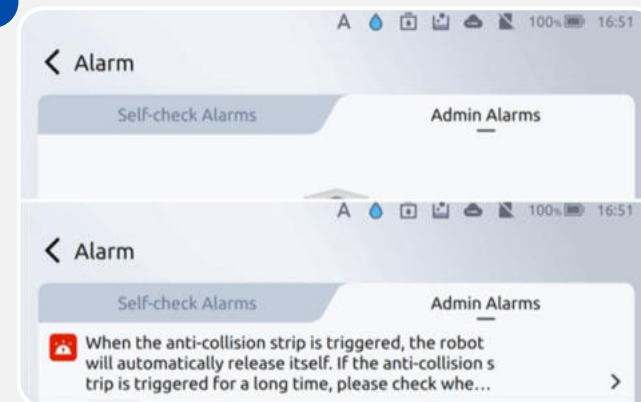 A 100% 16:51
Alarm
Self-check Alarms Admin Alarms
A 100% 16:51
Alarm
Self-check Alarms Admin Alarms
When the anti-collision strip is triggered, the robot
will automatically release itself. If the anti-collision s
trip is triggered for a long time, please check whe...